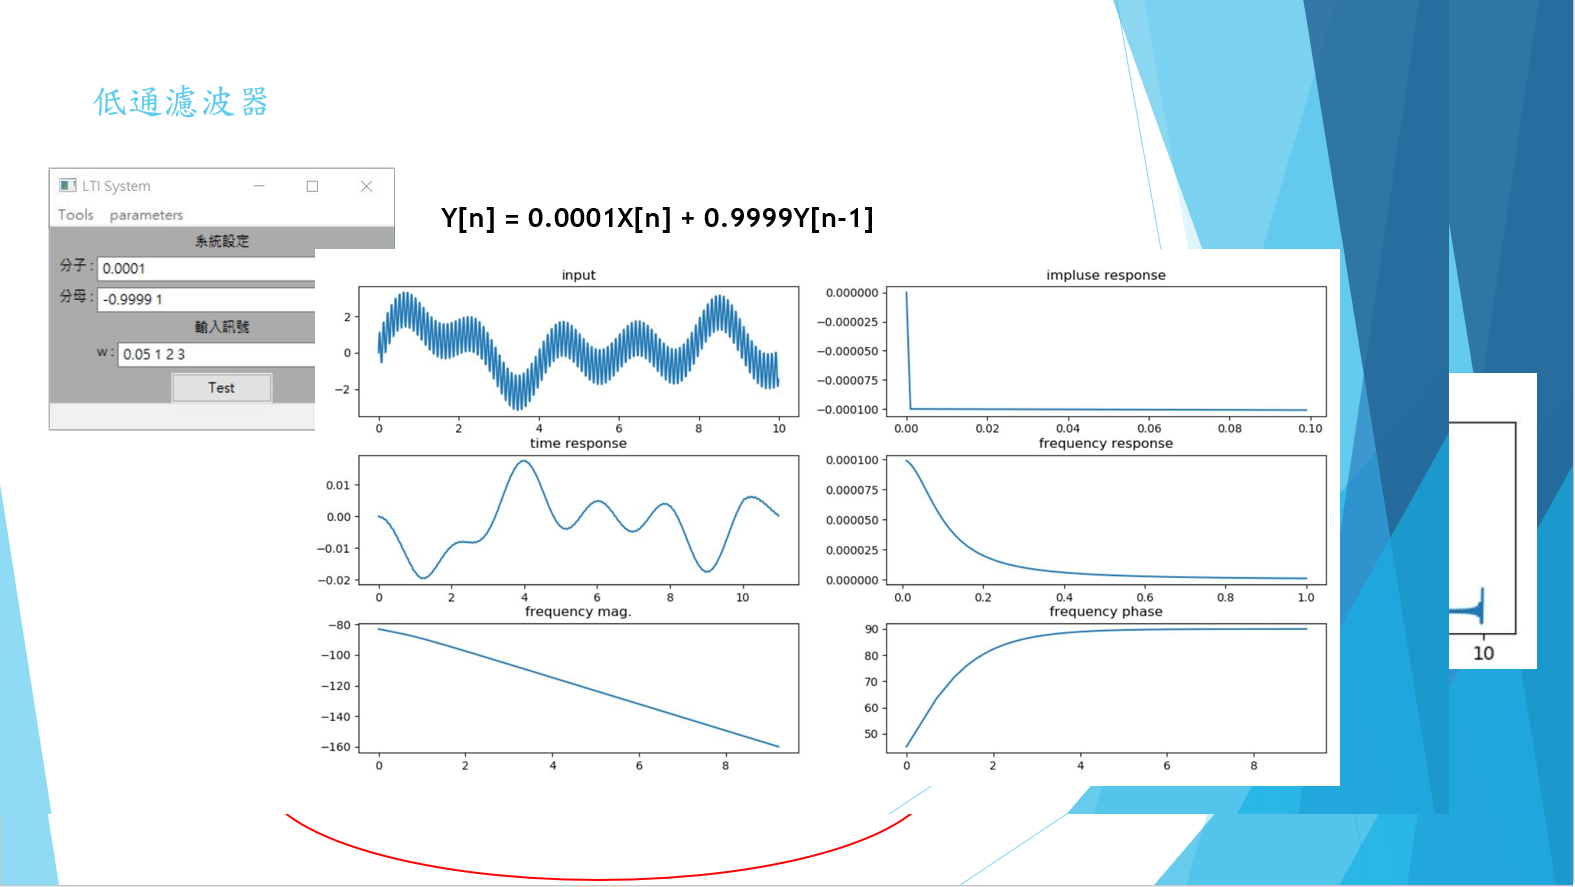 低通濾波器
LTI System
Tools parameters
系統設定
分子 : 0.0001
分母 : -0.9999 1
輸入訊號
w : 0.05 1 2 3
Test
Y[n] = 0.0001X[n] + 0.9999Y[n-1]
input
2
0
−2
0 2 4 6 8 10
impluse response
0.000000
−0.000025
−0.000050
−0.000075
−0.000100
0.00 0.02 0.04 0.06 0.08 0.10
time response
0.01
0.00
−0.01
−0.02
0 2 4 6 8 10
frequency response
0.000100
0.000075
0.000050
0.000025
0.000000
0.0 0.2 0.4 0.6 0.8 1.0
frequency mag.
−80
−100
−120
−140
−160
0 2 4 6 8
frequency phase
90
80
70
60
50
0 2 4 6 8
10